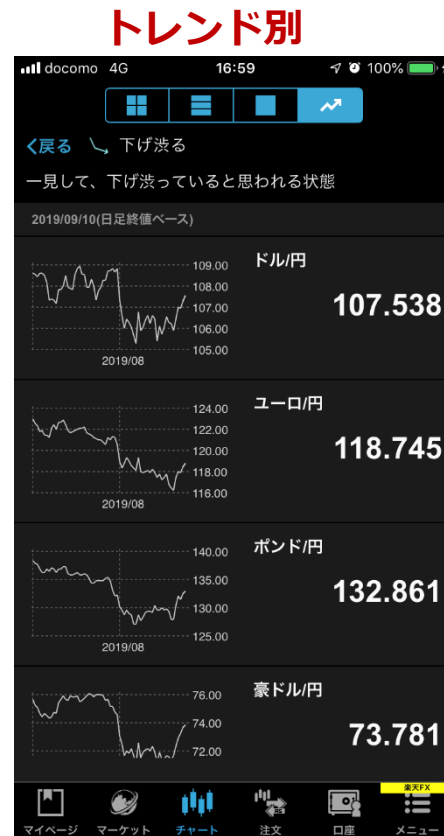 トレンド別
docomo 4G 16:59 100%
戻る 下げ渋る
一見して、下げ渋っていると思われる状態
2019/09/10(日足終値ベース)
ドル/円
107.538
109.00
108.00
107.00
106.00
105.00
2019/08
ユーロ/円
118.745
124.00
122.00
120.00
118.00
116.00
2019/08
ポンド/円
132.861
140.00
135.00
130.00
125.00
2019/08
豪ドル/円
73.781
76.00
74.00
72.00
楽天FX
マイページ マーケット チャート 注文 口座 メニュー